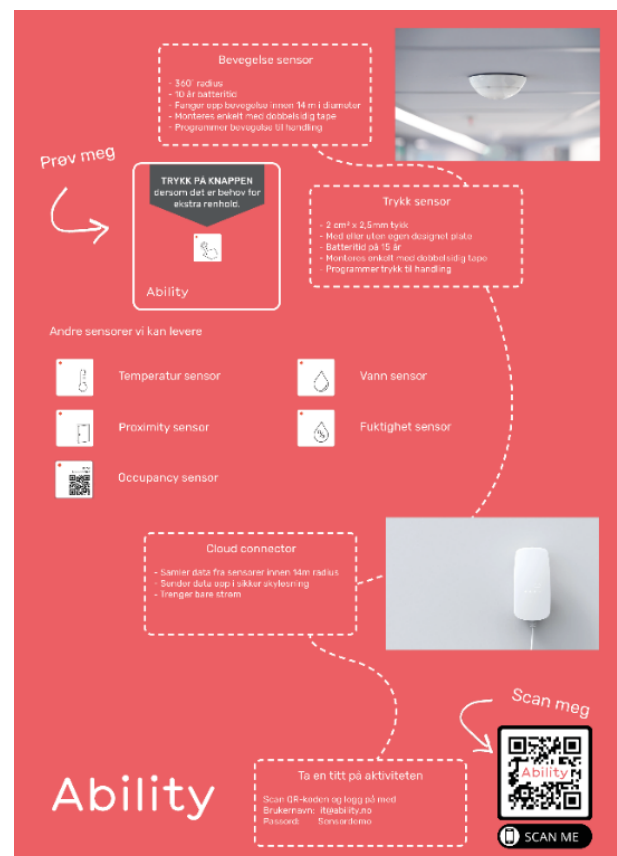 Bevegelse sensor
- 360° radius
- 10 år batteritid
- Fanger opp bevegelse innen 14 m i diameter
- Monteres enkelt med dobbelsidig tape
- Programmer bevegelse til handling
Prøv meg
TRYKK PÅ KNAPPEN
dersom det er behov for
ekstra renhold.
Ability
Trykk sensor
- 2 cm² x 2,5mm tykk
- Med eller uten egen designet plate
- Batteritid på 15 år
- Monteres enkelt med dobbelsidig tape
- Programmer trykk til handling
Andre sensorer vi kan levere
Temperatur sensor
Vann sensor
Proximity sensor
Fuktighet sensor
Occupancy sensor
Cloud connector
- Samler data fra sensorer innen 14m radius
- Sender data opp i sikker skyløsning
- Trenger bare strøm
Scan meg
Ability
SCAN ME
Ta en titt på aktiviteten
Scan QR-koden og logg på med
Brukernavn: it@ability.no
Passord: Sensordemo
Ability